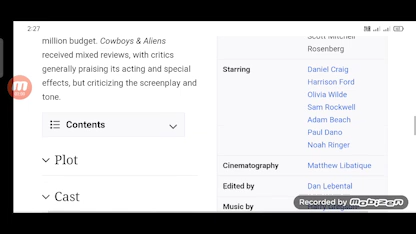 2:27
million budget. Cowboys & Aliens
received mixed reviews, with critics
generally praising its acting and special
effects, but criticizing the screenplay and
tone.
Contents
Plot
Cast
Scott Mitchell
Rosenberg
Starring
Daniel Craig
Harrison Ford
Olivia Wilde
Sam Rockwell
Adam Beach
Paul Dano
Noah Ringer
Cinematography Matthew Libatique
Edited by Dan Lebental
Music by
Recorded by MOBIZEN